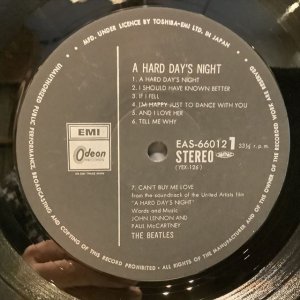 MFD. UNDER LICENCE BY TOSHIBA-EMI LTD. IN JAPAN •
ALL RIGHTS OF THE MANUFACTURER AND OF THE OWNER OF THE RECORDED WORK ARE RESERVED
UNAUTHORIZED PUBLIC PERFORMANCE, BROADCASTING AND COPYING OF THIS RECORD PROHIBITED •
A HARD DAY'S NIGHT
1. A HARD DAY'S NIGHT
2. I SHOULD HAVE KNOWN BETTER
3. IF I FELL
4. I'M HAPPY JUST TO DANCE WITH YOU
5. AND I LOVE HER
6. TELL ME WHY
EMI
Odeon
EAS-66012 1 33⅓ r.p.m.
STEREO
(YEX-126)
7. CAN'T BUY ME LOVE
from the soundtrack of the United Artists film
"A HARD DAY'S NIGHT"
Words and Music
JOHN LENNON AND
PAUL McCARTNEY
THE BEATLES